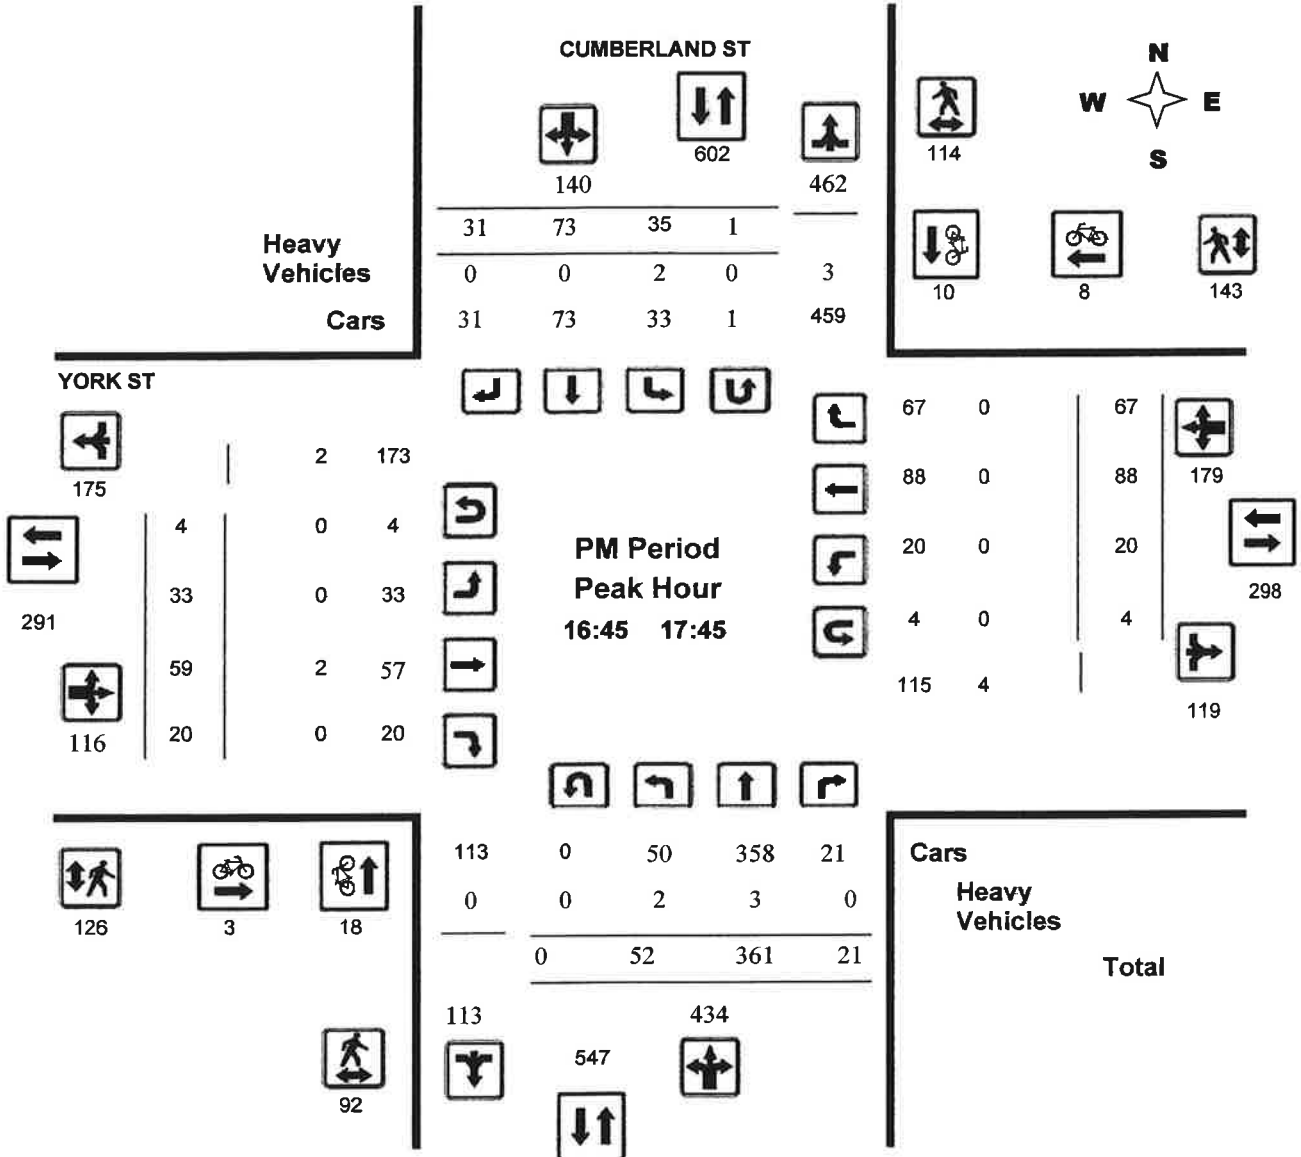 CUMBERLAND ST
N
W E
S
602
114
140
462
31 73 35 1
Heavy
Vehicles
0 0 2 0 3
Cars
31 73 33 1 459
10 8 143
YORK ST
67 0 67
2 173
88 0 88
179
175
4 0 4
20 0 20
PM Period
Peak Hour
16:45 17:45
33 0 33
298
291
4 0 4
59 2 57
115 4
119
116
20 0 20
113 0 50 358 21
Cars
0 0 2 3 0
Heavy
Vehicles
126 3 18
0 52 361 21
Total
113 434
547
92